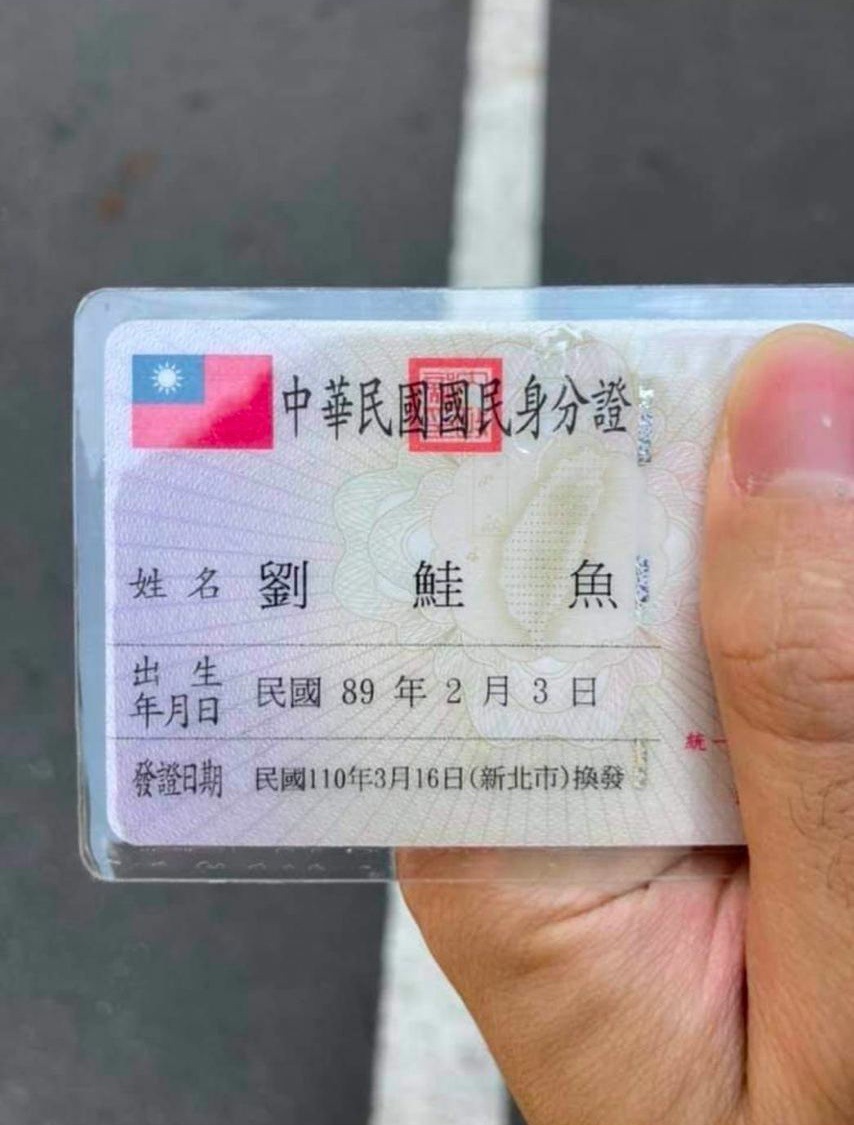 中華民國國民身分證
姓名 劉鮭魚
出生年月日 民國 89 年 2 月 3 日
發證日期 民國110年3月16日(新北市)換發
統一